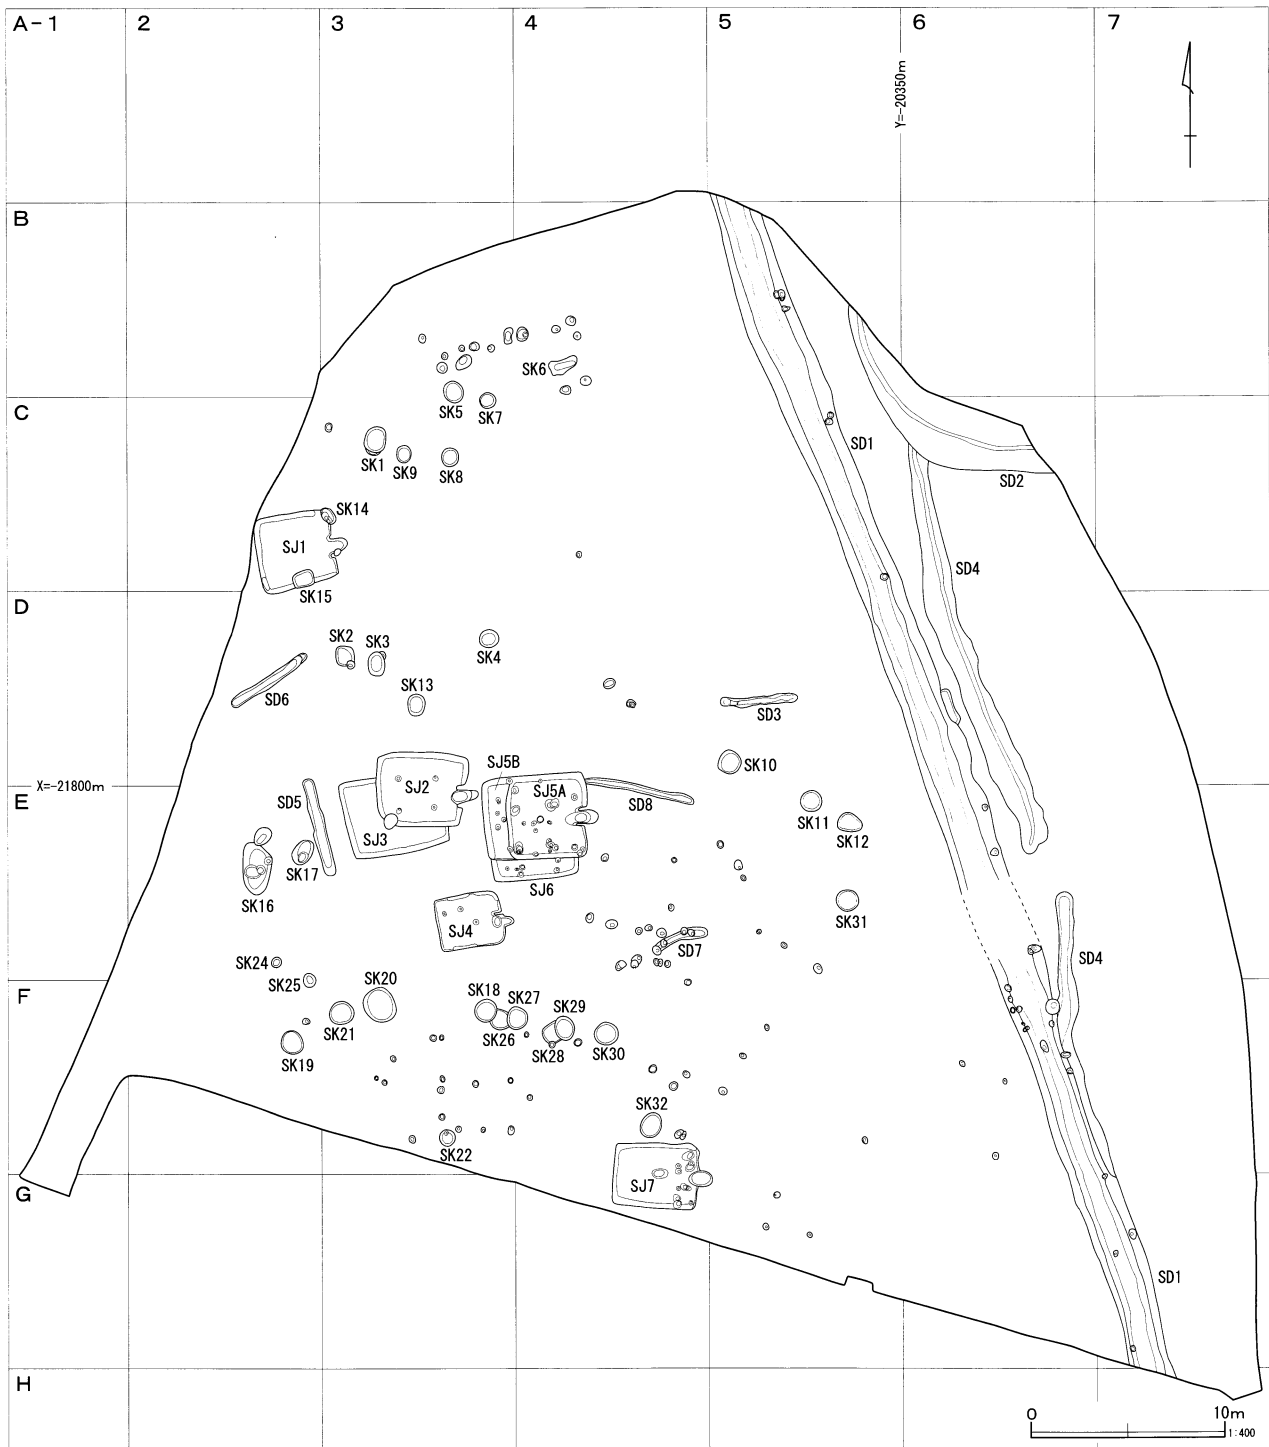 A-1 2 3 4 5 6 7
Y=-20350m
B
SK6
C
SK5 SK7
SD1
SK1 SK9 SK8
SD2
SK14
SJ1
SD4
SK15
D
SK2 SK3
SK4
SK13
SD6
SD3
SJ5B
SK10
X=-21800m
SJ2 SJ5A
E
SD5 SD8
SK11 SK12
SJ3
SK17
SJ6
SK16
SK31
SJ4
SD7
SD4
SK24
F
SK25 SK20
SK18 SK27 SK29
SK21 SK26 SK30
SK28
SK19
SK32
SK22
G
SJ7
SD1
H
0 10m
1:400